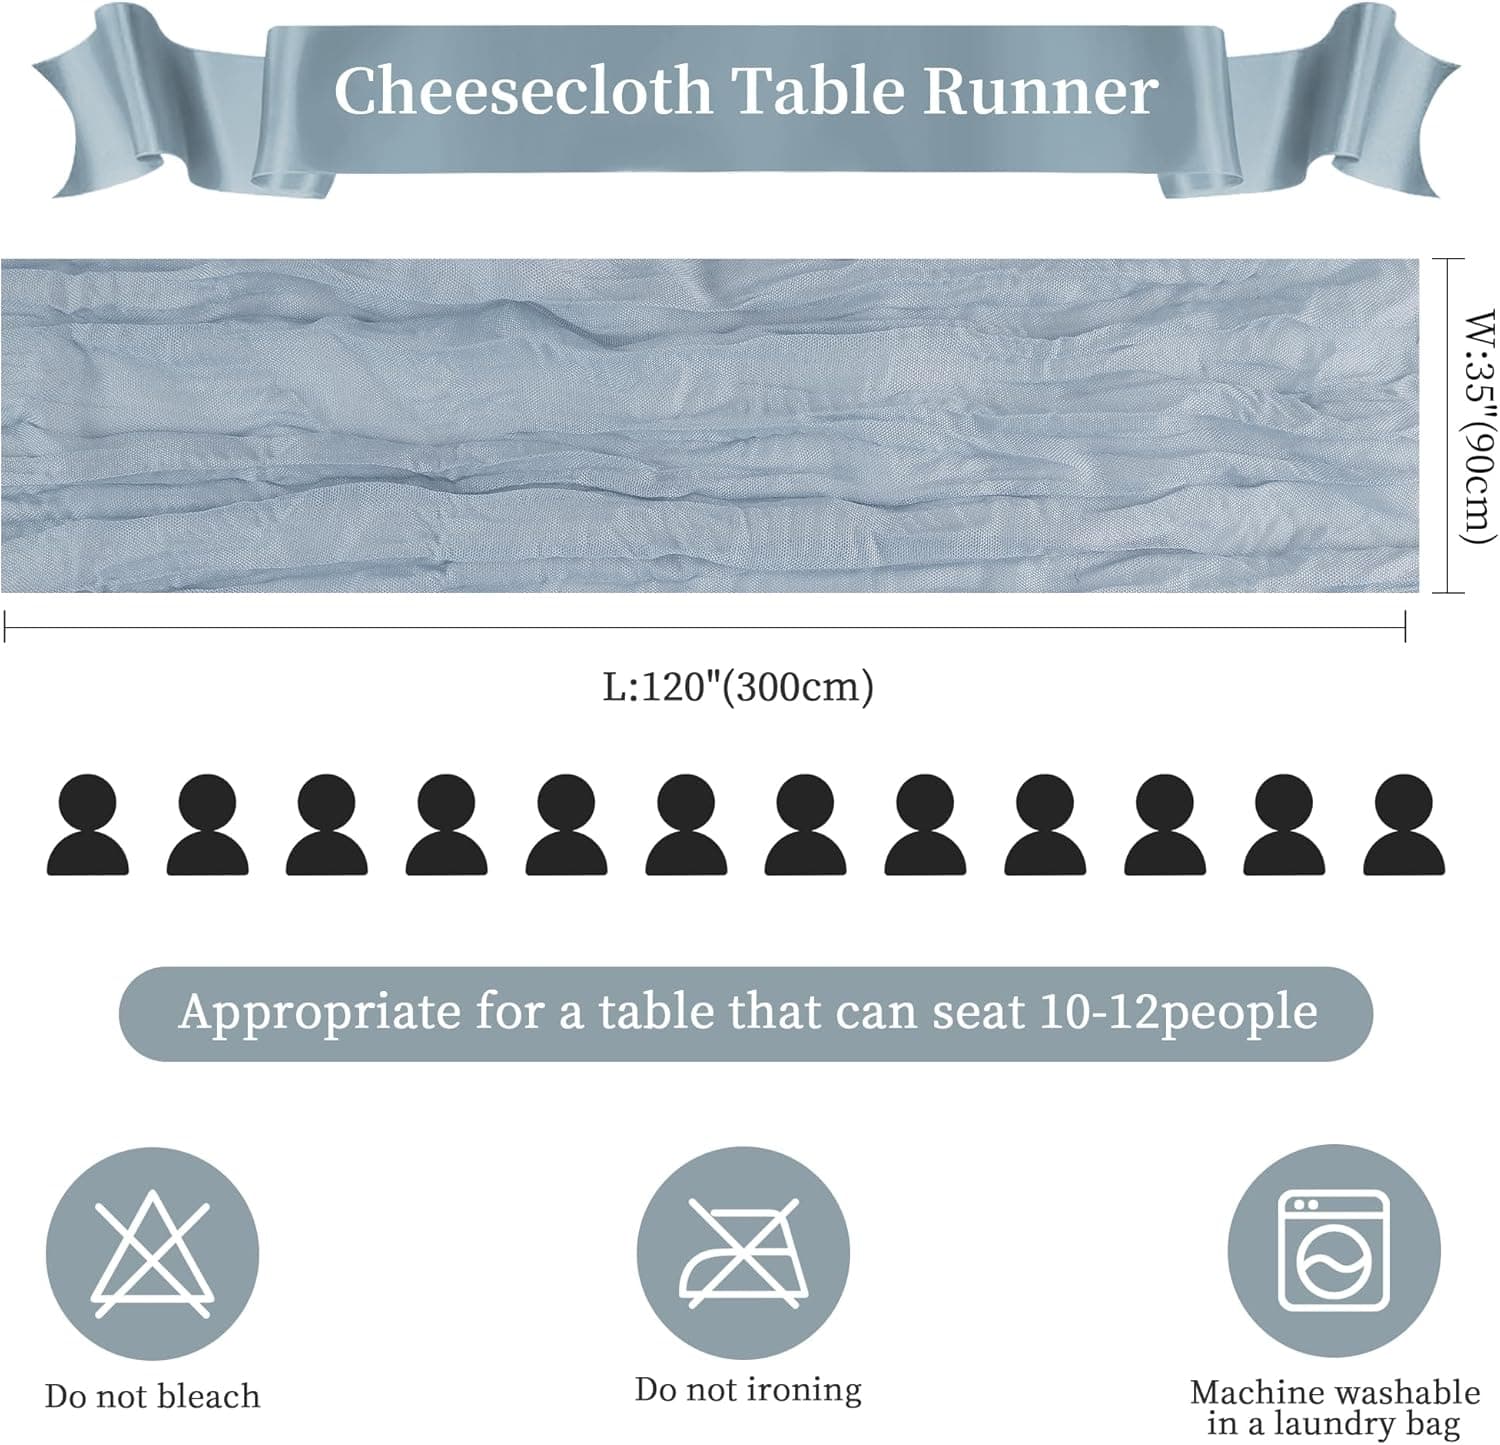 Cheesecloth Table Runner
W:35"(90cm)
L:120"(300cm)
Appropriate for a table that can seat 10-12people
Do not bleach
Do not ironing
Machine washable
in a laundry bag